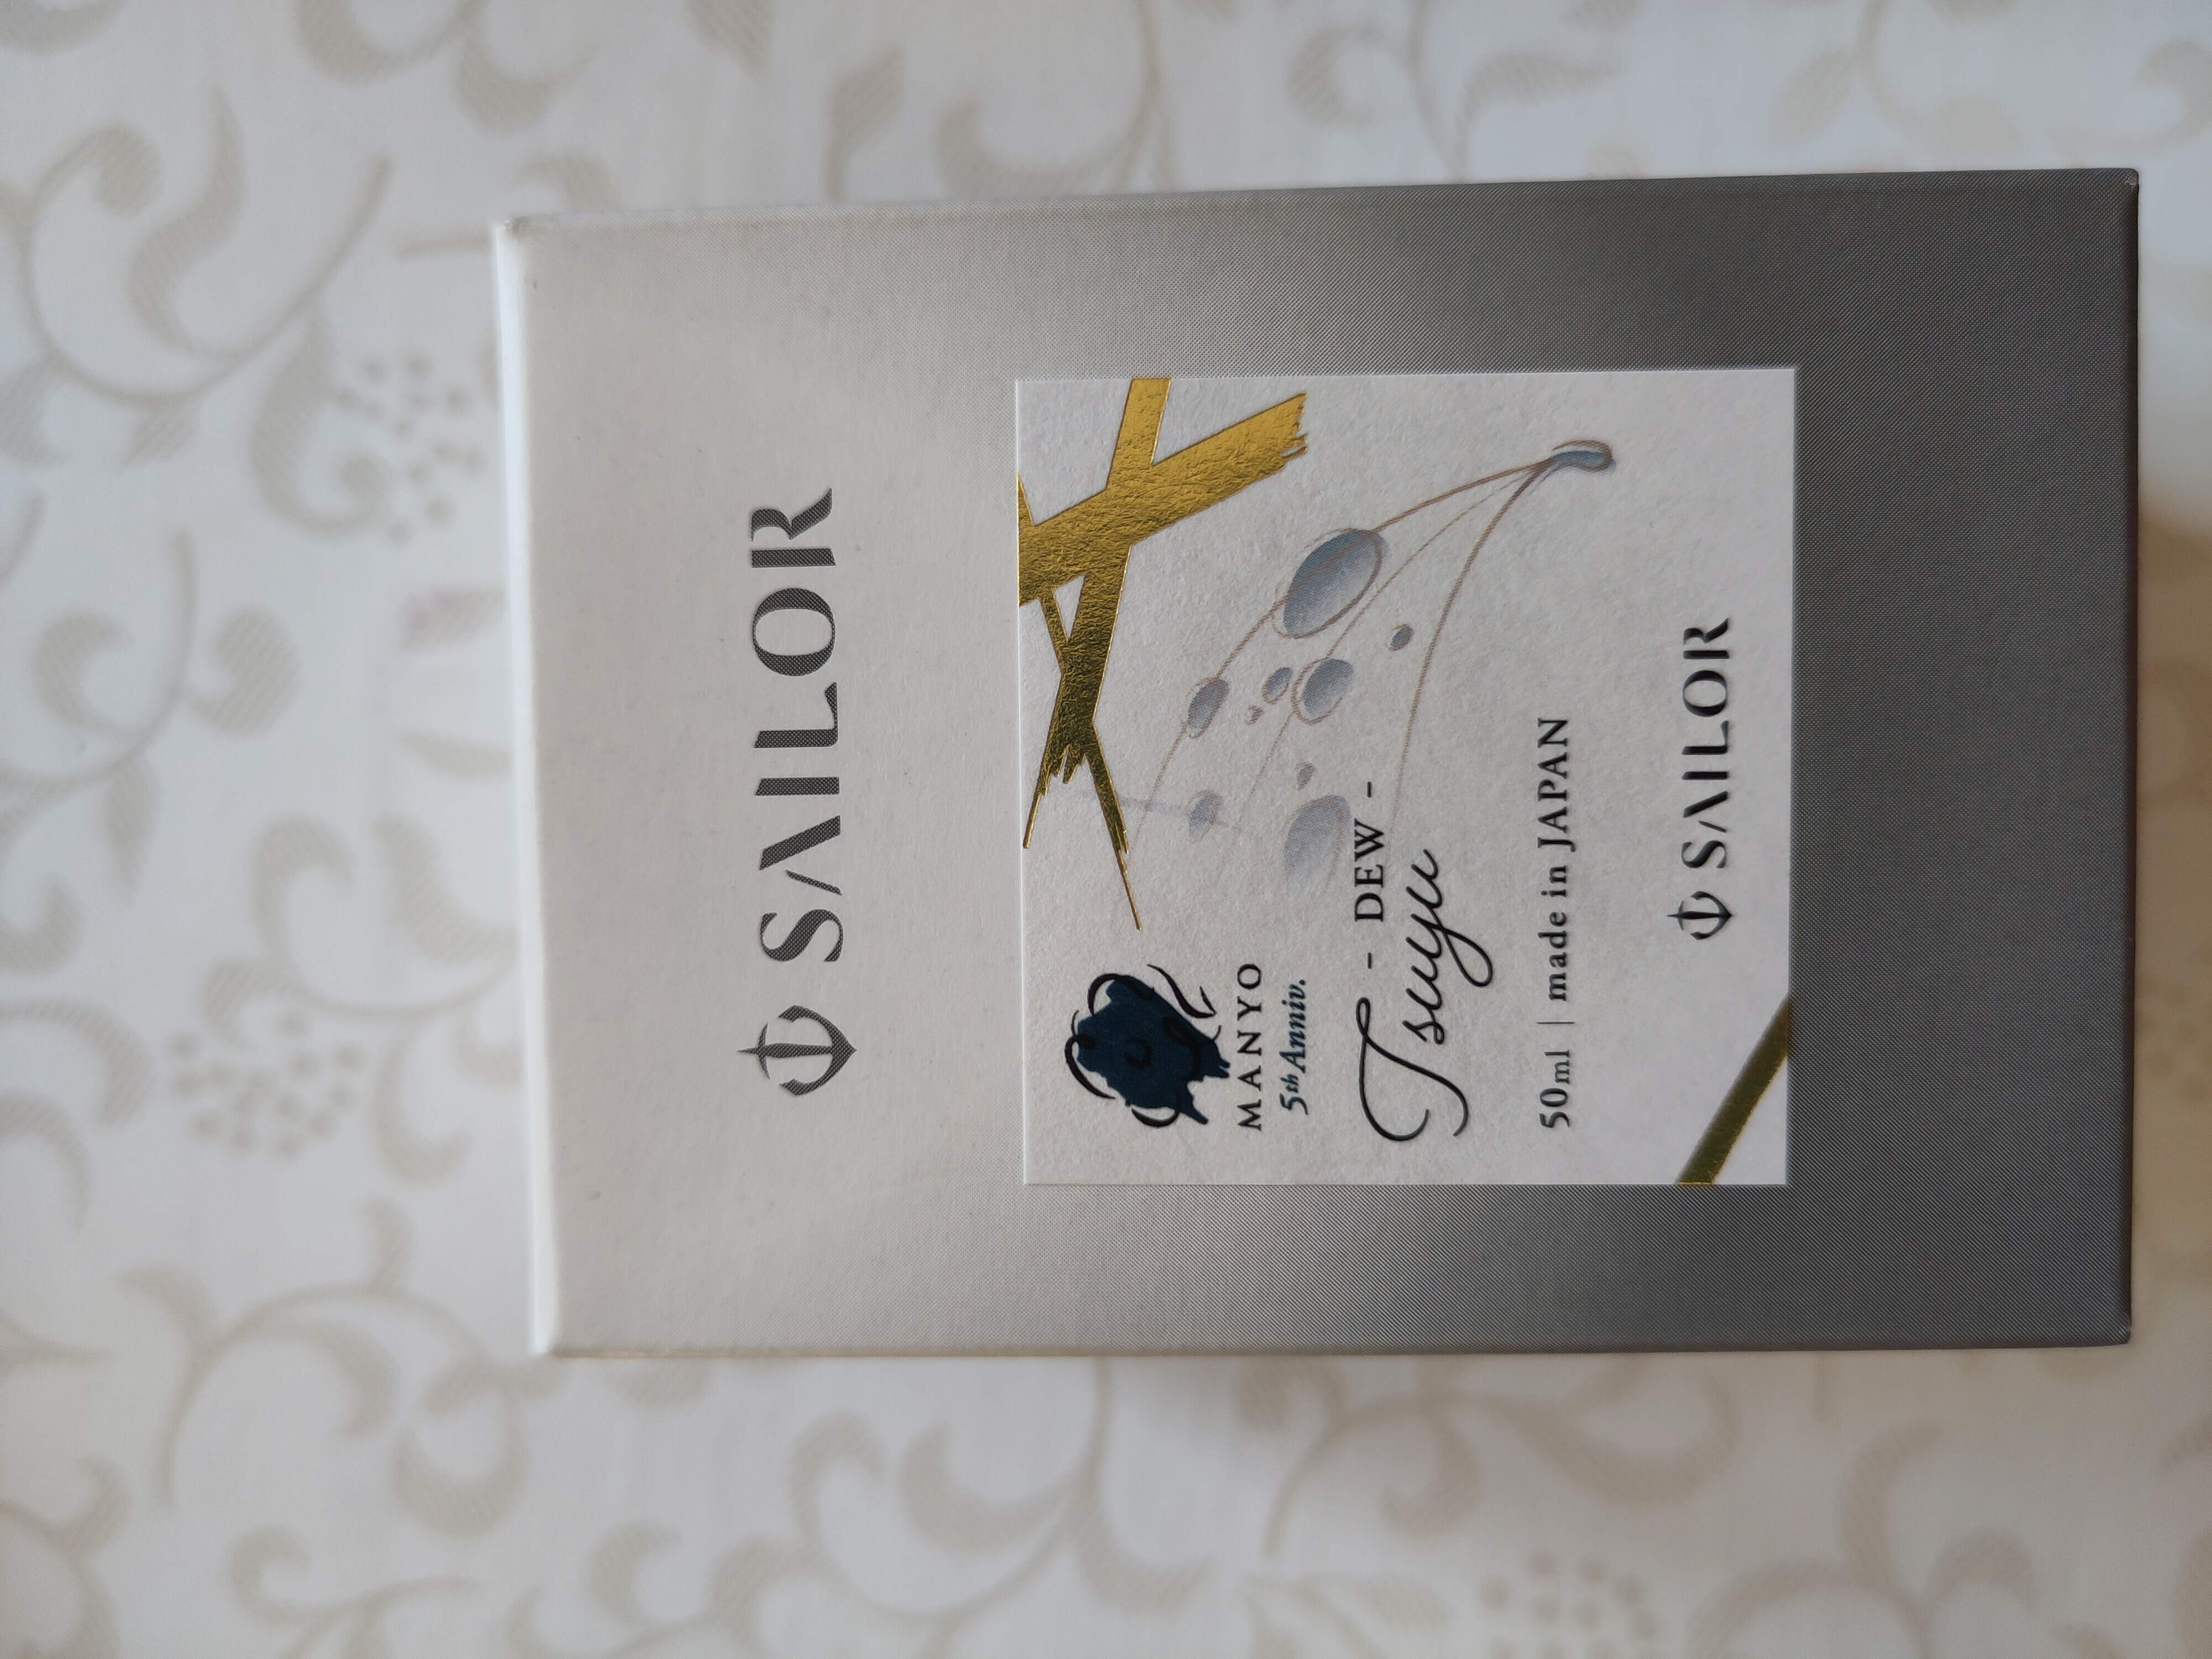 SAILOR
MANYO
5th Anniv.
- DEW -
Tsuyu
50ml | made in JAPAN
SAILOR